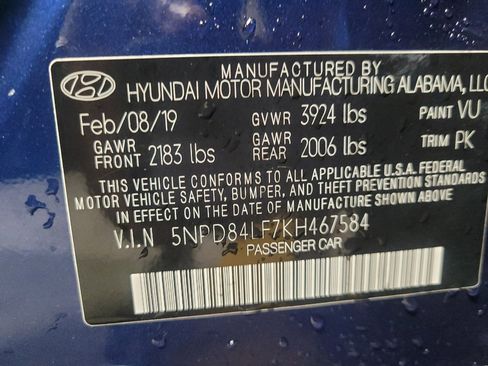 MANUFACTURED BY
HYUNDAI MOTOR MANUFACTURING ALABAMA, LLC
Feb/08/19 GVWR 3924 lbs PAINT VU
GAWR FRONT 2183 lbs GAWR REAR 2006 lbs TRIM PK
THIS VEHICLE CONFORMS TO ALL APPLICABLE U.S.A. FEDERAL
MOTOR VEHICLE SAFETY, BUMPER, AND THEFT PREVENTION STANDARDS
IN EFFECT ON THE DATE OF MANUFACTURE SHOWN ABOVE.
V.I.N 5NPD84LF7KH467584
PASSENGER CAR